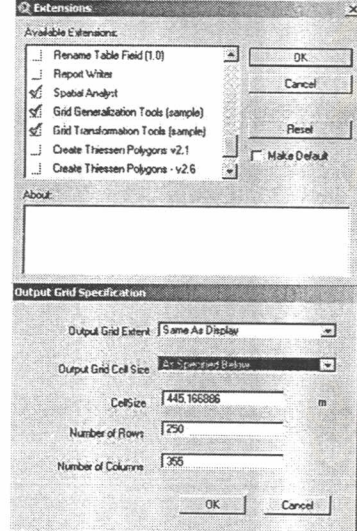 Extensions
Available Extensions:
Rename Table Field (1.0)
Report Writer
Spatial Analyst
Grid Generalization Tools (sample)
Grid Transformation Tools (sample)
Create Thiessen Polygons v2.1
Create Thiessen Polygons - v2.6
OK
Cancel
Reset
Make Default
About:
Output Grid Specification
Output Grid Extent Same As Display
Output Grid Cell Size As Specified Below
CellSize 445.166886 m
Number of Rows 250
Number of Columns 355
OK Cancel